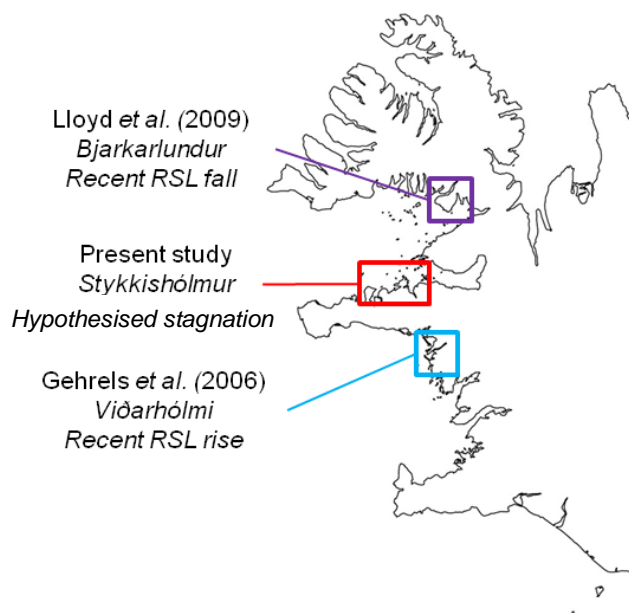 Lloyd et al. (2009)
Bjarkarlundur
Recent RSL fall
Present study
Stykkishólmur
Hypothesised stagnation
Gehrels et al. (2006)
Viðarhólmi
Recent RSL rise